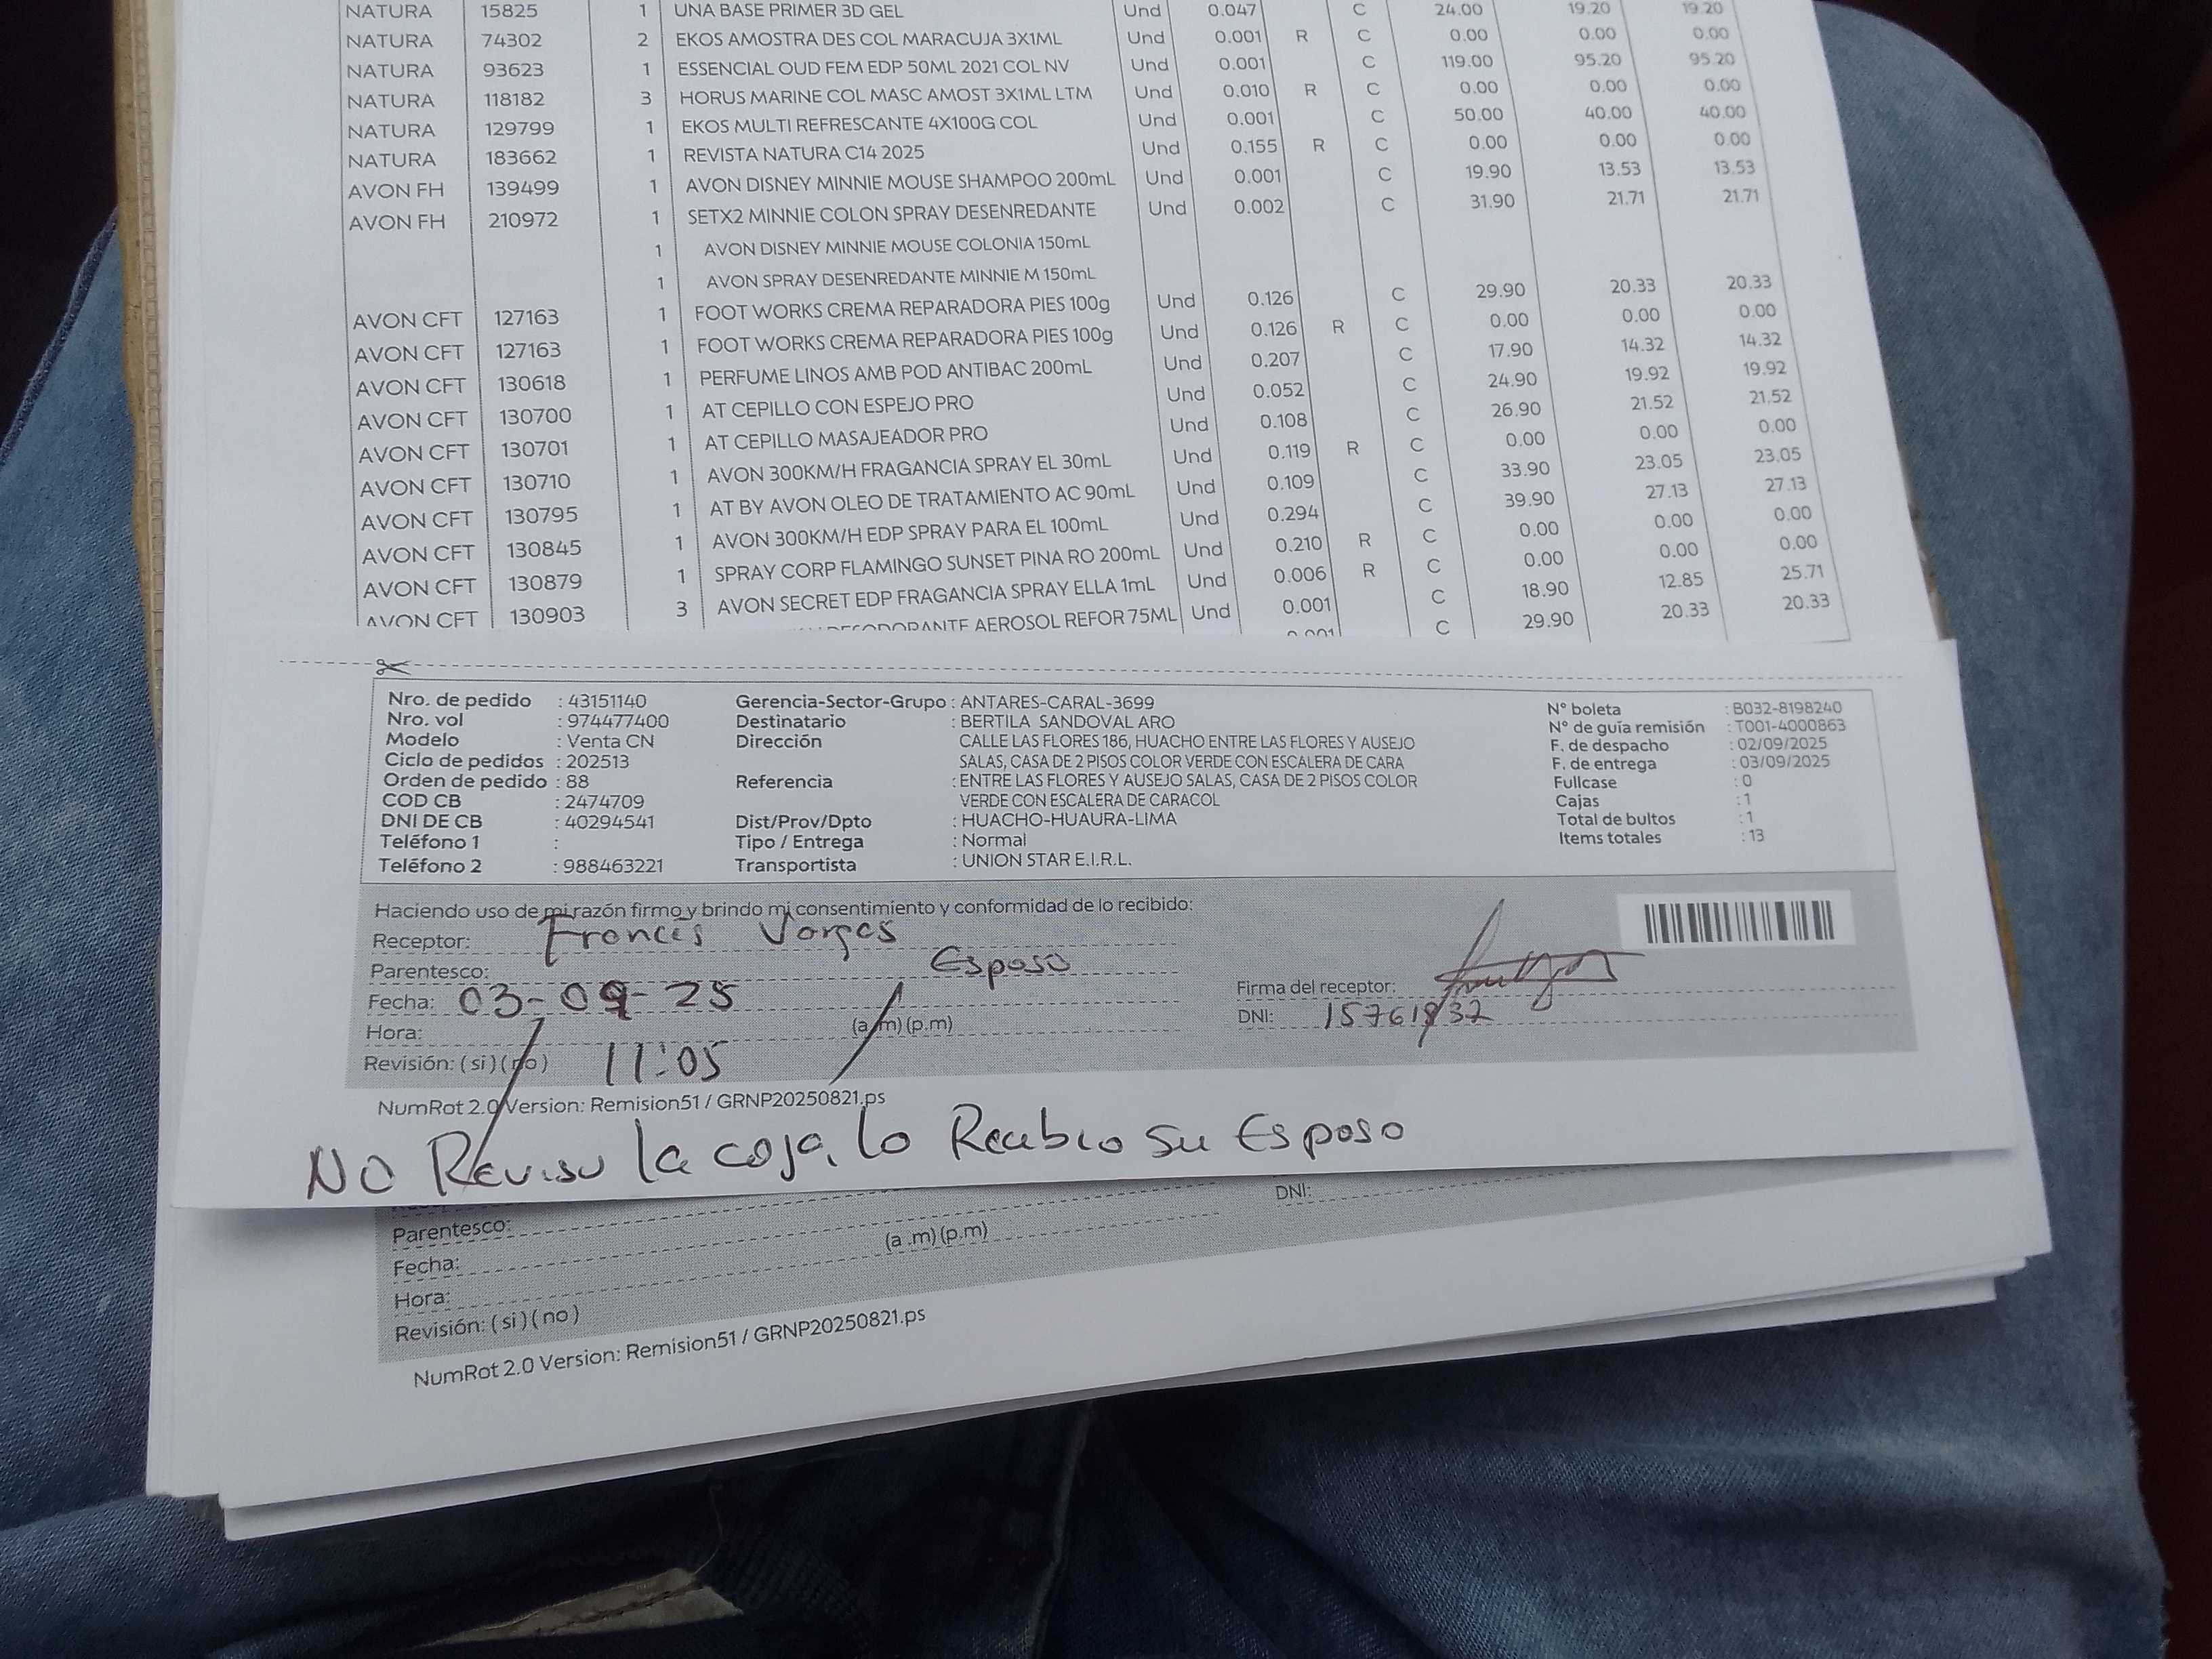 NATURA 15825 1 UNA BASE PRIMER 3D GEL Und 0.047 C 24.00 19.20 19.20
NATURA 74302 2 EKOS AMOSTRA DES COL MARACUJA 3X1ML Und 0.001 R C 0.00 0.00 0.00
NATURA 93623 1 ESSENCIAL OUD FEM EDP 50ML 2021 COL NV Und 0.001 C 119.00 95.20 95.20
NATURA 118182 3 HORUS MARINE COL MASC AMOST 3X1ML LTM Und 0.010 R C 0.00 0.00 0.00
NATURA 129799 1 EKOS MULTI REFRESCANTE 4X100G COL Und 0.001 C 50.00 40.00 40.00
NATURA 183662 1 REVISTA NATURA C14 2025 Und 0.155 R C 0.00 0.00 0.00
AVON FH 139499 1 AVON DISNEY MINNIE MOUSE SHAMPOO 200mL Und 0.001 C 19.90 13.53 13.53
AVON FH 210972 1 SETX2 MINNIE COLON SPRAY DESENREDANTE Und 0.002 C 31.90 21.71 21.71
1 AVON DISNEY MINNIE MOUSE COLONIA 150mL
1 AVON SPRAY DESENREDANTE MINNIE M 150mL
AVON CFT 127163 1 FOOT WORKS CREMA REPARADORA PIES 100g Und 0.126 C 29.90 20.33 20.33
AVON CFT 127163 1 FOOT WORKS CREMA REPARADORA PIES 100g Und 0.126 R C 0.00 0.00 0.00
AVON CFT 130618 1 PERFUME LINOS AMB POD ANTIBAC 200mL Und 0.207 C 17.90 14.32 14.32
AVON CFT 130700 1 AT CEPILLO CON ESPEJO PRO Und 0.052 C 24.90 19.92 19.92
AVON CFT 130701 1 AT CEPILLO MASAJEADOR PRO Und 0.108 C 26.90 21.52 21.52
AVON CFT 130710 1 AVON 300KM/H FRAGANCIA SPRAY EL 30mL Und 0.119 R C 0.00 0.00 0.00
AVON CFT 130795 1 AT BY AVON OLEO DE TRATAMIENTO AC 90mL Und 0.109 C 33.90 23.05 23.05
AVON CFT 130845 1 AVON 300KM/H EDP SPRAY PARA EL 100mL Und 0.294 C 39.90 27.13 27.13
AVON CFT 130879 1 SPRAY CORP FLAMINGO SUNSET PINA RO 200mL Und 0.210 R C 0.00 0.00 0.00
AVON CFT 130903 3 AVON SECRET EDP FRAGANCIA SPRAY ELLA 1mL Und 0.006 R C 0.00 0.00 0.00
DESODORANTE AEROSOL REFOR 75ML Und 0.001 C 18.90 12.85 25.71
0.001 C 29.90 20.33 20.33
Nro. de pedido : 43151140 Gerencia-Sector-Grupo : ANTARES-CARAL-3699 N° boleta : B032-8198240
Nro. vol : 974477400 Destinatario : BERTILA SANDOVAL ARO N° de guía remisión : T001-4000863
Modelo : Venta CN Dirección CALLE LAS FLORES 186, HUACHO ENTRE LAS FLORES Y AUSEJO F. de despacho : 02/09/2025
Ciclo de pedidos : 202513 SALAS, CASA DE 2 PISOS COLOR VERDE CON ESCALERA DE CARA F. de entrega : 03/09/2025
Orden de pedido : 88 Referencia : ENTRE LAS FLORES Y AUSEJO SALAS, CASA DE 2 PISOS COLOR Fullcase : 0
COD CB : 2474709 VERDE CON ESCALERA DE CARACOL Cajas : 1
DNI DE CB : 40294541 Dist/Prov/Dpto : HUACHO-HUAURA-LIMA Total de bultos : 1
Teléfono 1 : Tipo / Entrega : Normal Items totales : 13
Teléfono 2 : 988463221 Transportista : UNION STAR E.I.R.L.
Haciendo uso de mi razón firmo y brindo mi consentimiento y conformidad de lo recibido:
Receptor: Francis Vargas
Parentesco: Esposo
Fecha: 03-09-25 Firma del receptor:
Hora: (a.m)(p.m) DNI:
Revisión: (si)(no) 11:05
NumRot 2.0 Version: Remision51 / GRNP20250821.ps
NO Reviso la caja, lo Recibio su Esposo
DNI:
Parentesco:
Fecha: (a.m)(p.m)
Hora:
Revisión: (si)(no)
NumRot 2.0 Version: Remision51 / GRNP20250821.ps